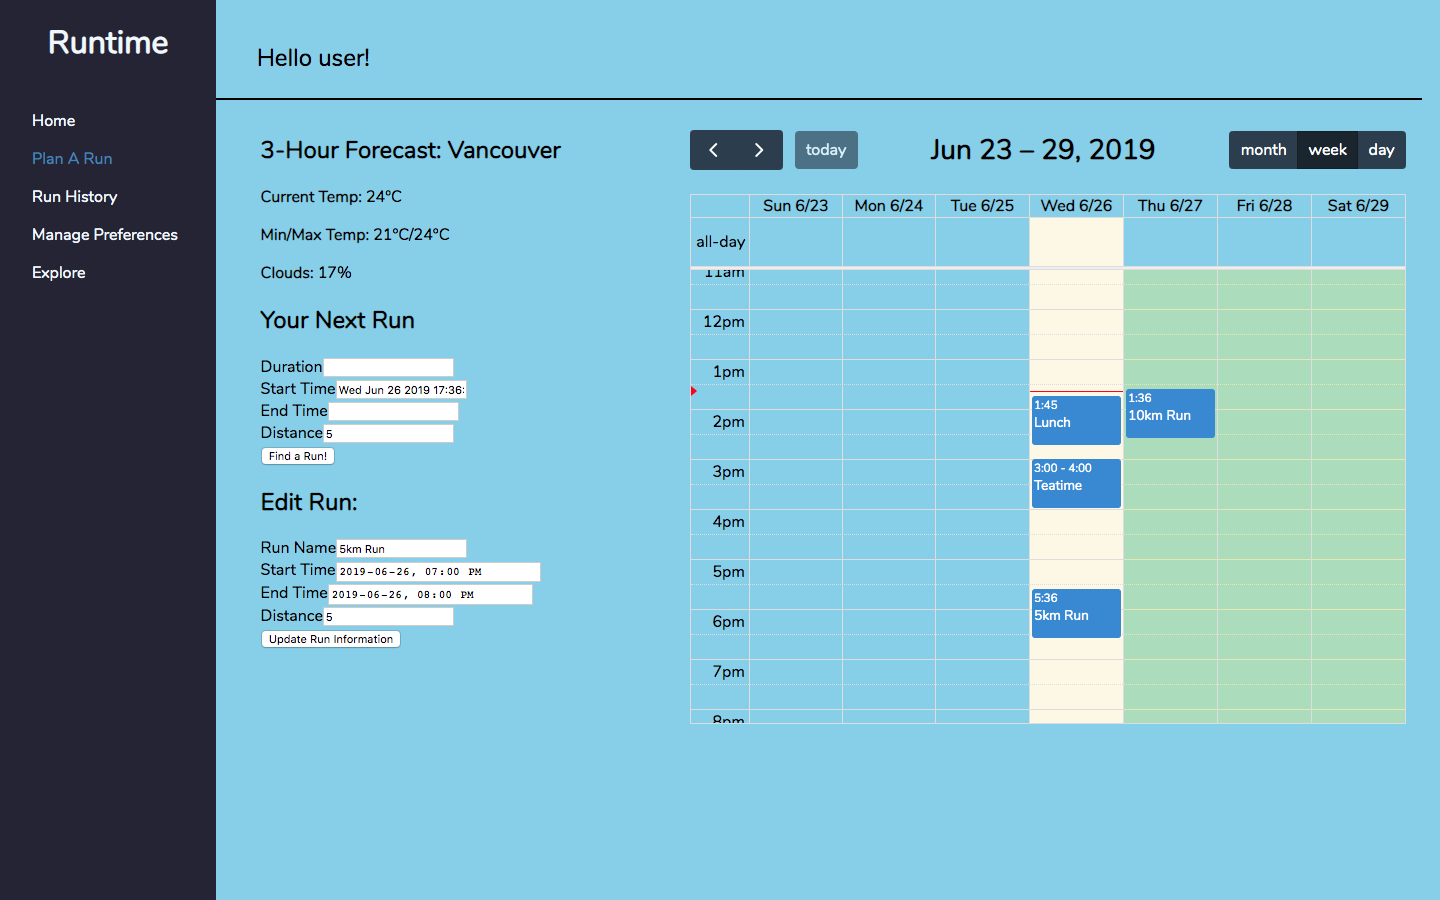 Runtime
Home
Plan A Run
Run History
Manage Preferences
Explore
Hello user!
3-Hour Forecast: Vancouver
Current Temp: 24°C
Min/Max Temp: 21°C/24°C
Clouds: 17%
Your Next Run
Duration
Start Time Wed Jun 26 2019 17:36:
End Time
Distance 5
Find a Run!
Edit Run:
Run Name 5km Run
Start Time 2019-06-26, 07:00 PM
End Time 2019-06-26, 08:00 PM
Distance 5
Update Run Information
today
Jun 23 – 29, 2019
month week day
Sun 6/23 Mon 6/24 Tue 6/25 Wed 6/26 Thu 6/27 Fri 6/28 Sat 6/29
all-day
11am
12pm
1pm
2pm
3pm
4pm
5pm
6pm
7pm
8pm
1:45
Lunch
3:00 - 4:00
Teatime
5:36
5km Run
1:36
10km Run